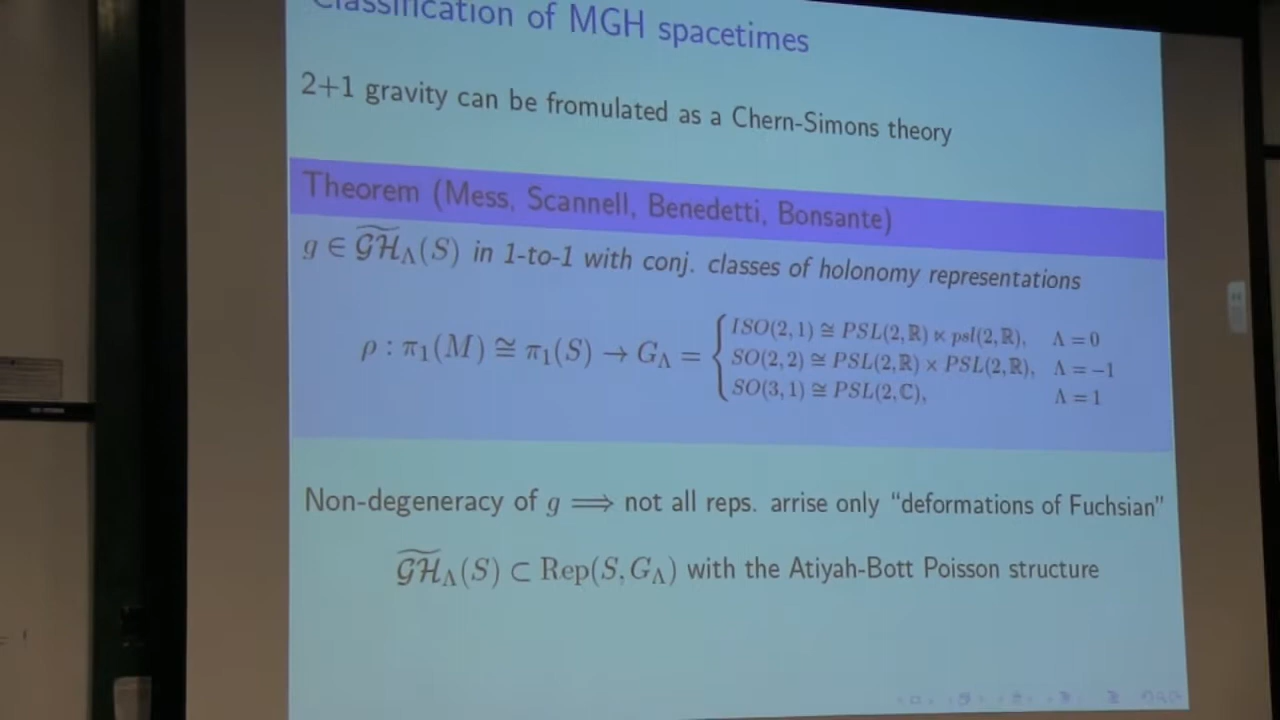 Classification of MGH spacetimes
2+1 gravity can be fromulated as a Chern-Simons theory
Theorem (Mess, Scannell, Benedetti, Bonsante)
g ∈ \widetilde{𝒢ℋ}_Λ(S) in 1-to-1 with conj. classes of holonomy representations
ρ : π₁(M) ≅ π₁(S) → G_Λ = {
ISO(2,1) ≅ PSL(2,ℝ) ⋉ psl(2,ℝ), Λ = 0
SO(2,2) ≅ PSL(2,ℝ) × PSL(2,ℝ), Λ = −1
SO(3,1) ≅ PSL(2,ℂ), Λ = 1
Non-degeneracy of g ⟹ not all reps. arrise only “deformations of Fuchsian”
\widetilde{𝒢ℋ}_Λ(S) ⊂ Rep(S, G_Λ) with the Atiyah-Bott Poisson structure